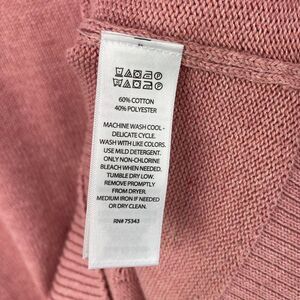 60% COTTON
40% POLYESTER
MACHINE WASH COOL -
DELICATE CYCLE.
WASH WITH LIKE COLORS.
USE MILD DETERGENT.
ONLY NON-CHLORINE
BLEACH WHEN NEEDED.
TUMBLE DRY LOW.
REMOVE PROMPTLY
FROM DRYER.
MEDIUM IRON IF NEEDED
OR DRY CLEAN.
RN# 75343